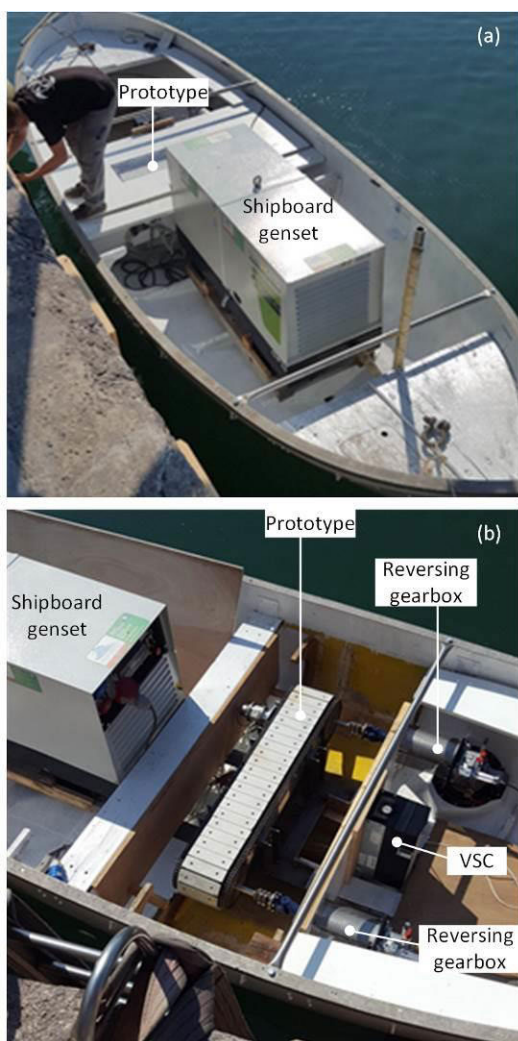 (a)
Prototype
Shipboard
genset
Prototype
(b)
Reversing
gearbox
Shipboard
genset
VSC
Reversing
gearbox